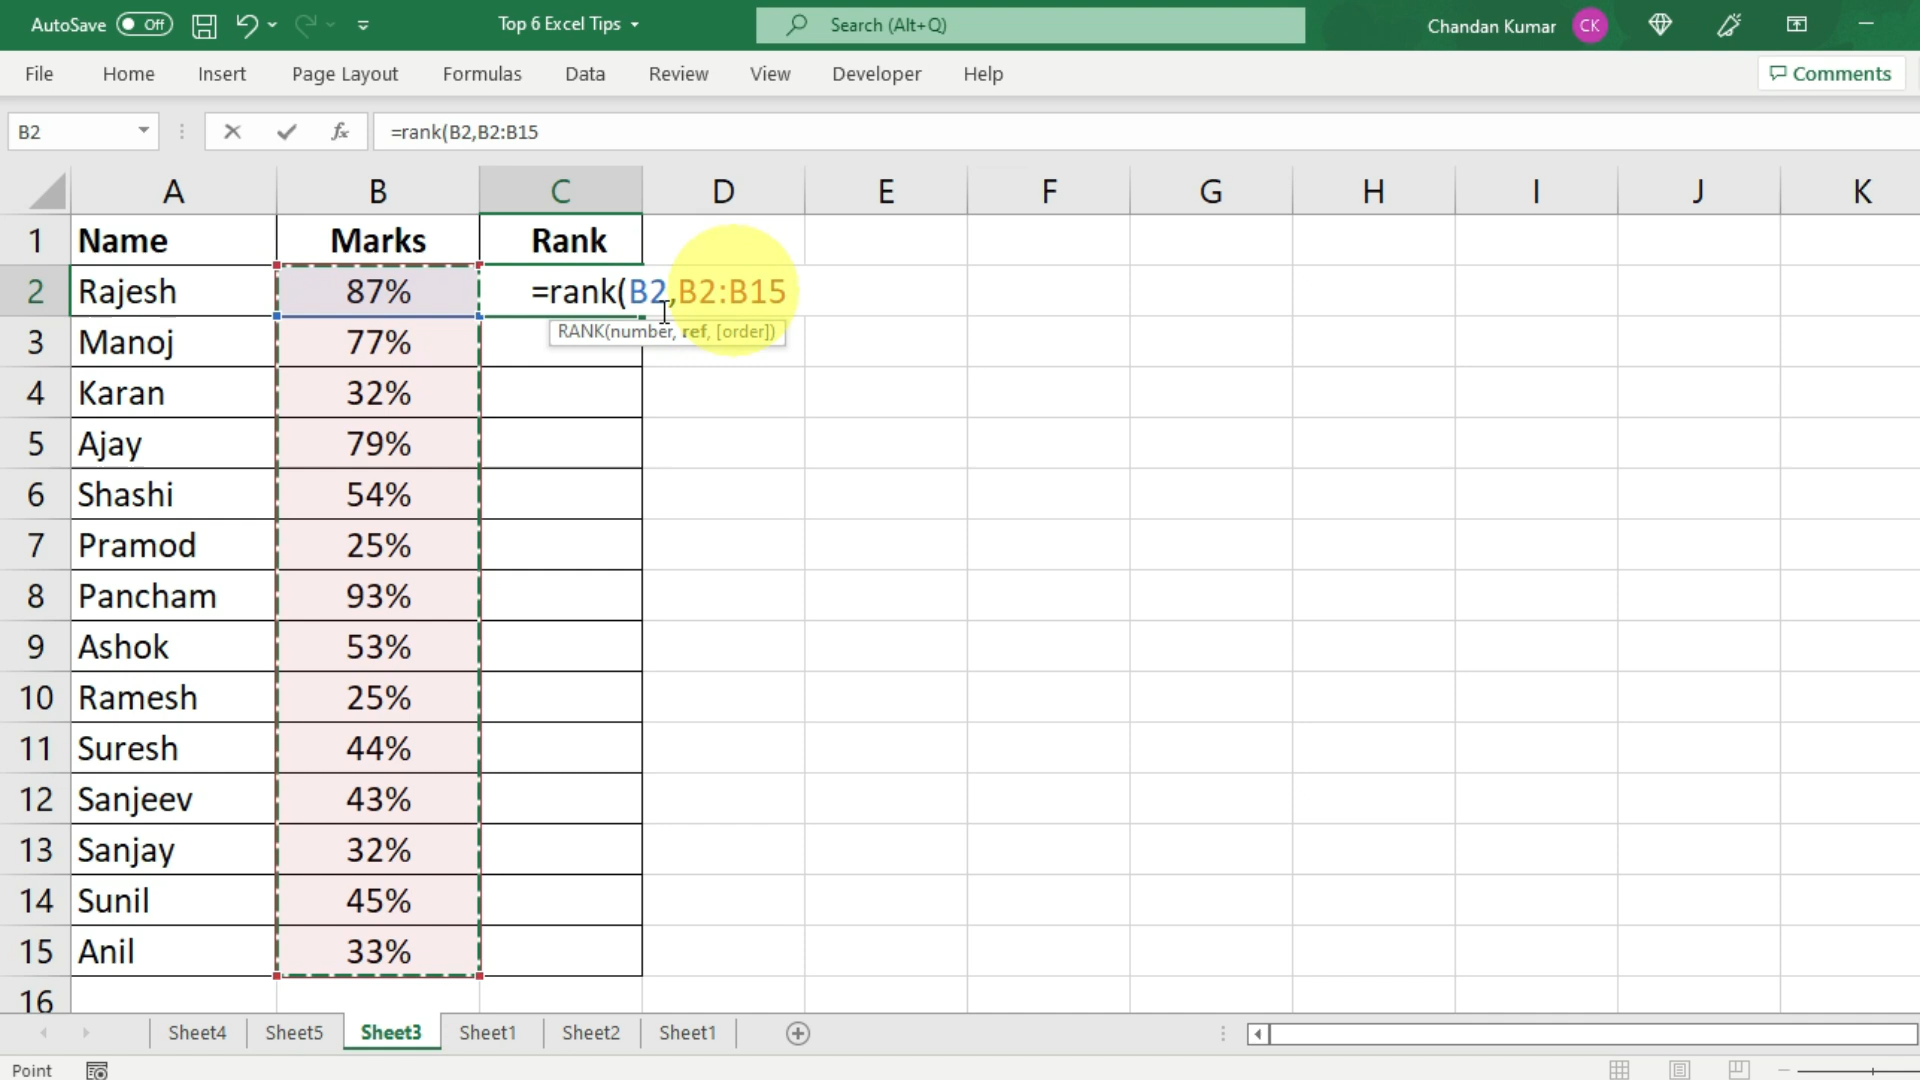 AutoSave Off Top 6 Excel Tips Search (Alt+Q) Chandan Kumar CK
File Home Insert Page Layout Formulas Data Review View Developer Help Comments
B2 fx =rank(B2,B2:B15
A B C D E F G H I J K
1 Name Marks Rank
2 Rajesh 87% =rank(B2,B2:B15
RANK(number, ref, [order])
3 Manoj 77%
4 Karan 32%
5 Ajay 79%
6 Shashi 54%
7 Pramod 25%
8 Pancham 93%
9 Ashok 53%
10 Ramesh 25%
11 Suresh 44%
12 Sanjeev 43%
13 Sanjay 32%
14 Sunil 45%
15 Anil 33%
16
Sheet4 Sheet5 Sheet3 Sheet1 Sheet2 Sheet1
Point